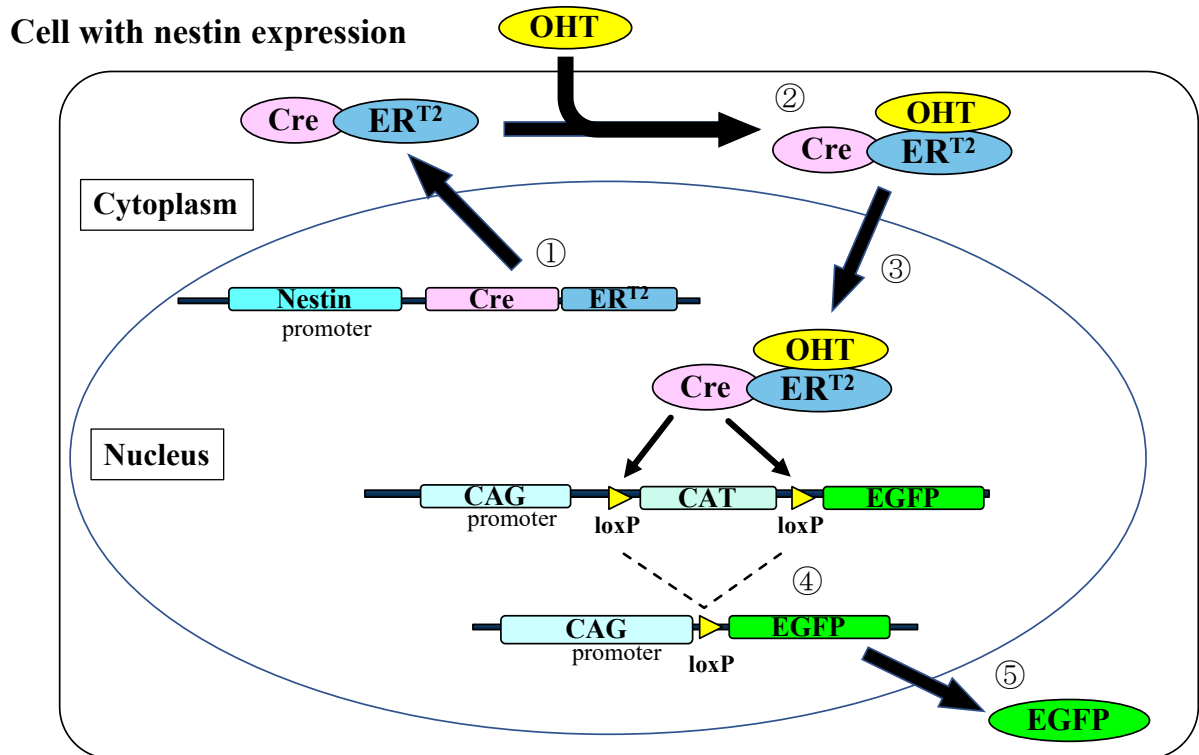 Cell with nestin expression
OHT
Cre
ER^T2
②
OHT
Cre
ER^T2
Cytoplasm
①
③
Nestin
Cre
ER^T2
promoter
OHT
Cre
ER^T2
Nucleus
CAG
CAT
EGFP
promoter
loxP
loxP
④
CAG
EGFP
promoter
loxP
⑤
EGFP